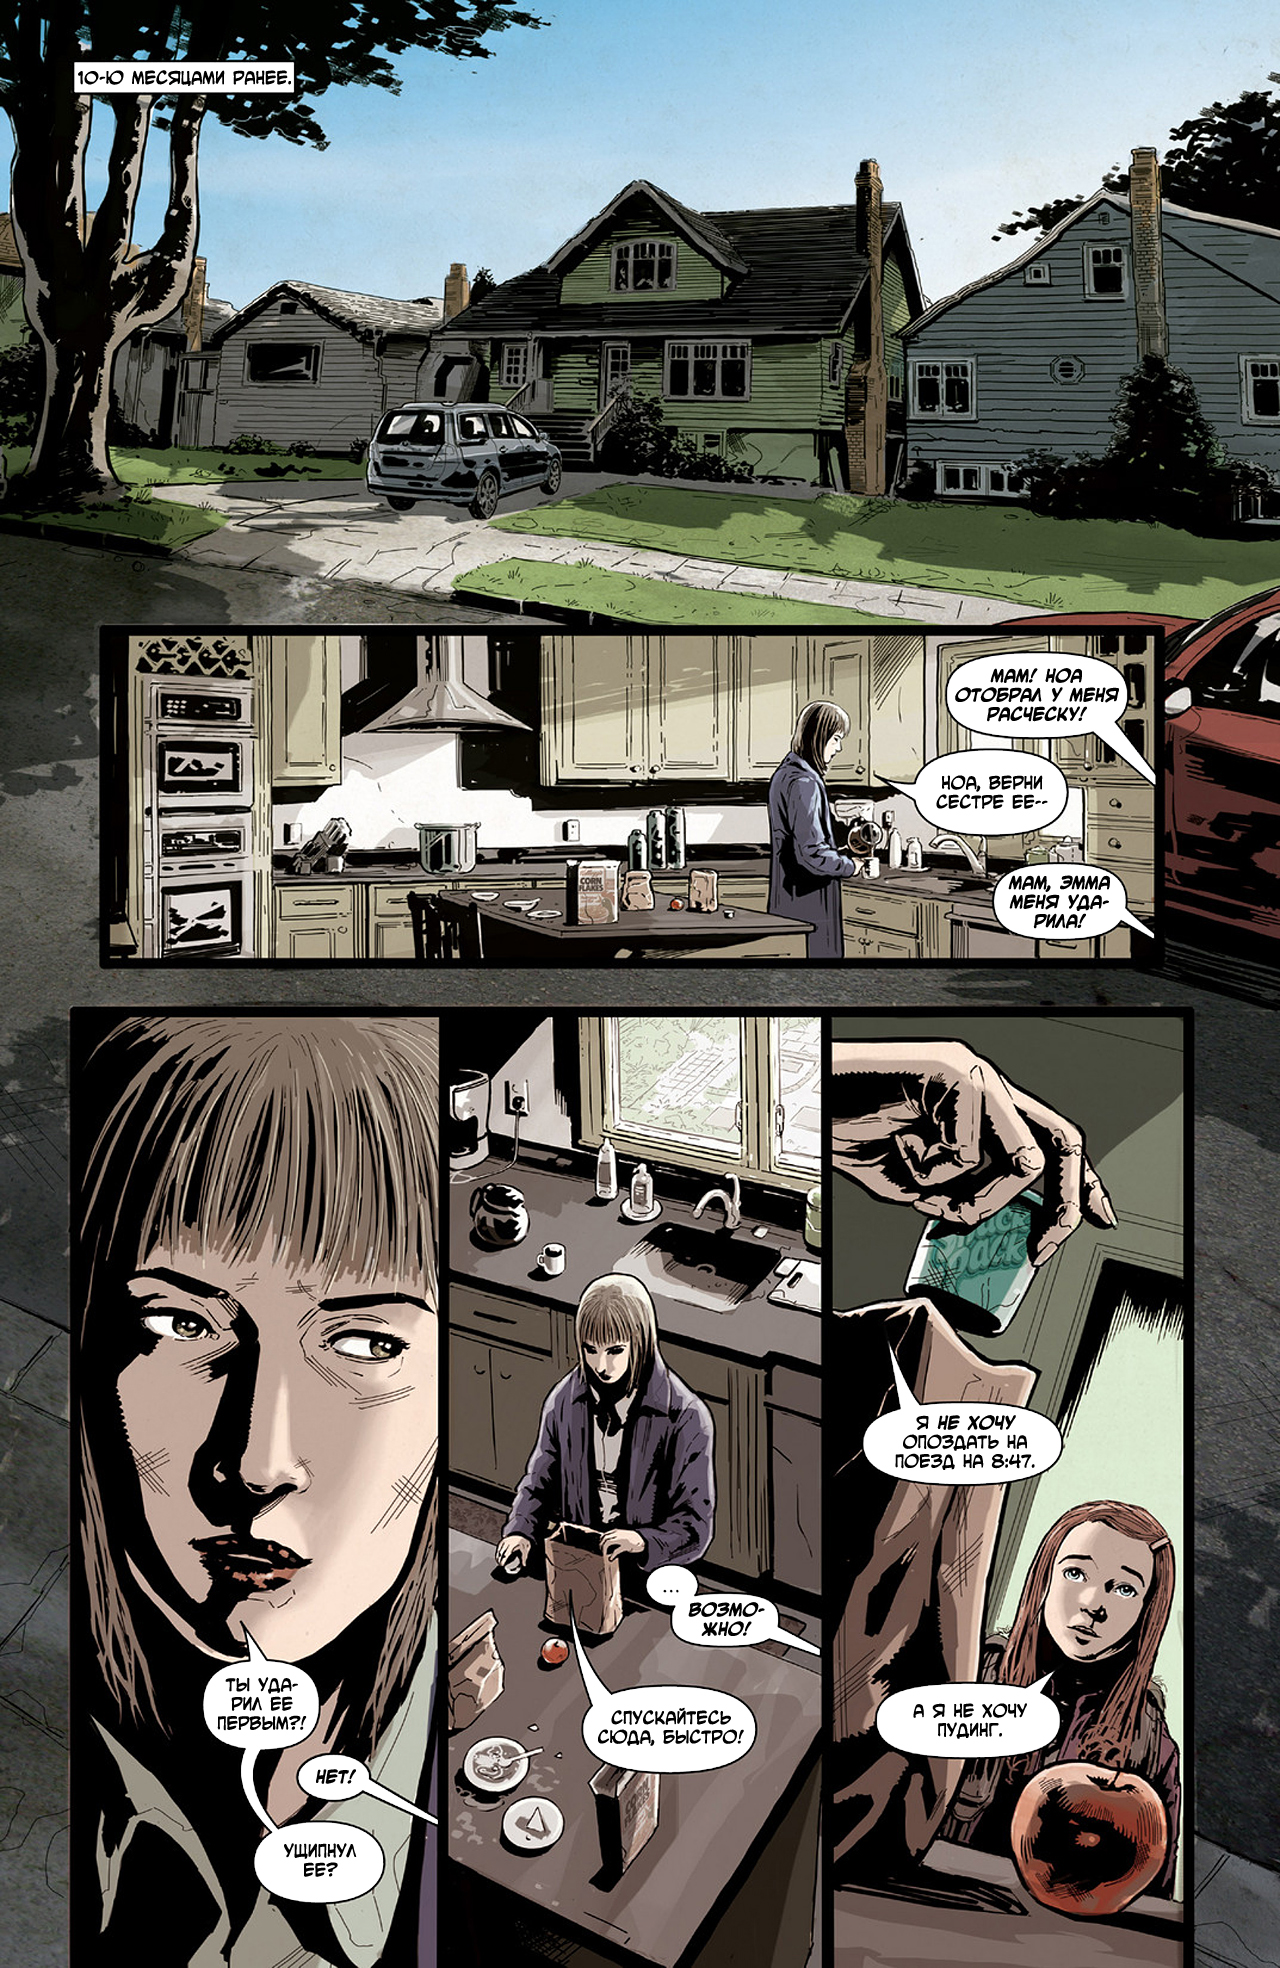 10-Ю МЕСЯЦАМИ РАНЕЕ.
МАМ! НОА
ОТОБРАЛ У МЕНЯ
РАСЧЕСКУ!
НОА, ВЕРНИ
СЕСТРЕ ЕЕ--
МАМ, ЭММА
МЕНЯ УДА-
РИЛА!
Kellogg's
CORN
FLAKES
ТЫ УДА-
РИЛ ЕЕ
ПЕРВЫМ?!
НЕТ!
УЩИПНУЛ
ЕЕ?
...
ВОЗМО-
ЖНО!
СПУСКАЙТЕСЬ
СЮДА, БЫСТРО!
Я НЕ ХОЧУ
ОПОЗДАТЬ НА
ПОЕЗД НА 8:47.
А Я НЕ ХОЧУ
ПУДИНГ.